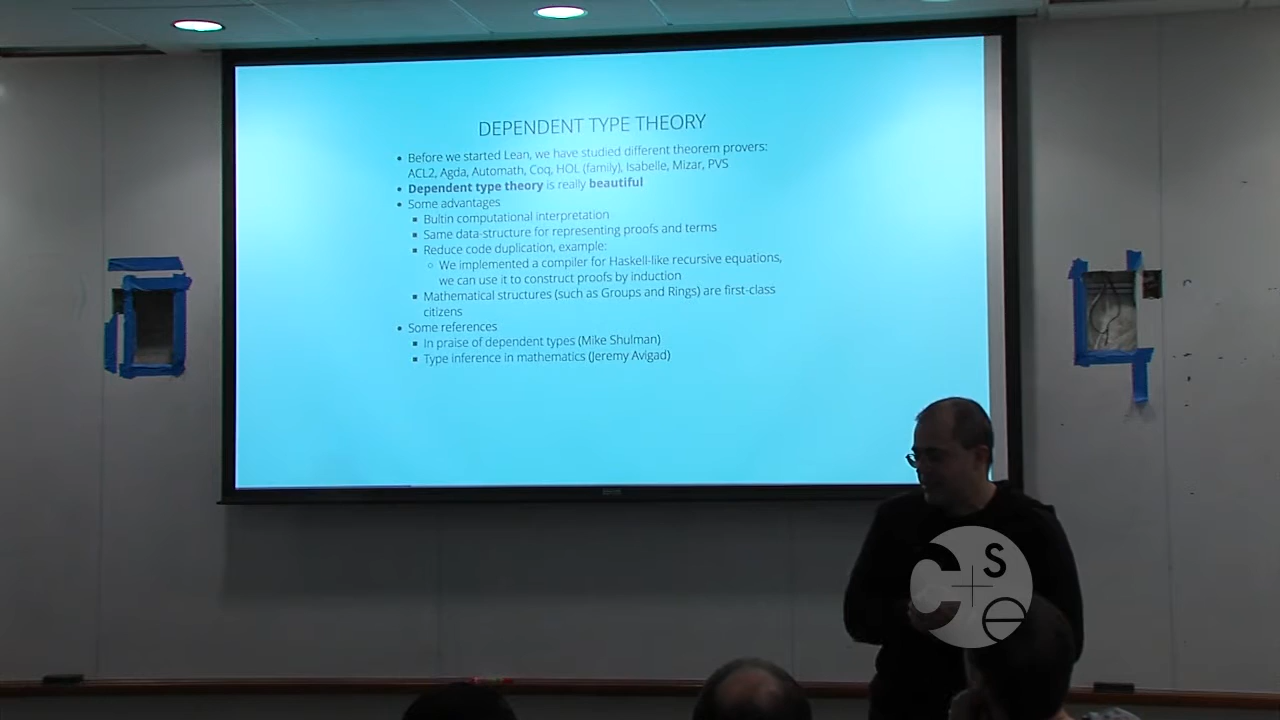 DEPENDENT TYPE THEORY
• Before we started Lean, we have studied different theorem provers:
ACL2, Agda, Automath, Coq, HOL (family), Isabelle, Mizar, PVS
• Dependent type theory is really beautiful
• Some advantages
▪ Bultin computational interpretation
▪ Same data-structure for representing proofs and terms
▪ Reduce code duplication, example:
○ We implemented a compiler for Haskell-like recursive equations,
we can use it to construct proofs by induction
▪ Mathematical structures (such as Groups and Rings) are first-class
citizens
• Some references
▪ In praise of dependent types (Mike Shulman)
▪ Type inference in mathematics (Jeremy Avigad)
C+s
e